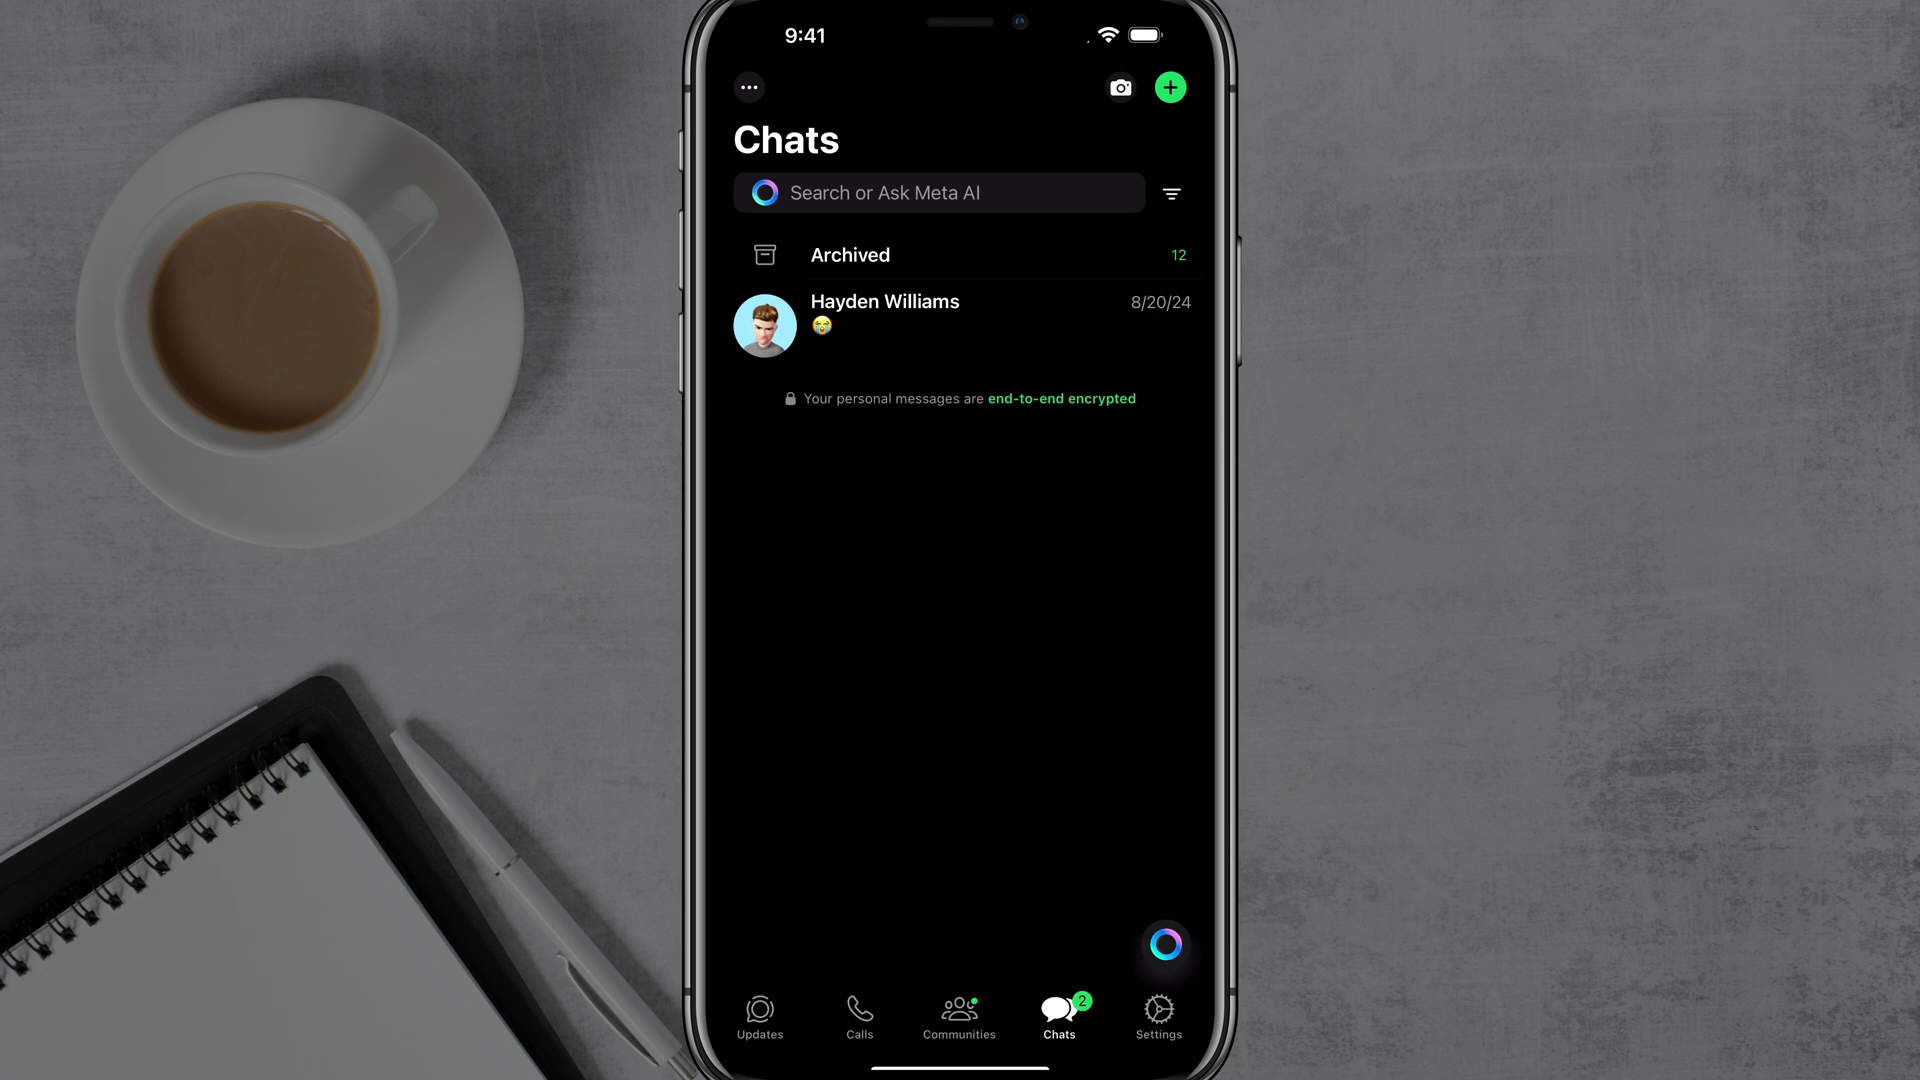 9:41
Chats
Search or Ask Meta AI
Archived 12
Hayden Williams 8/20/24
😭
Your personal messages are end-to-end encrypted
2
Updates Calls Communities Chats Settings